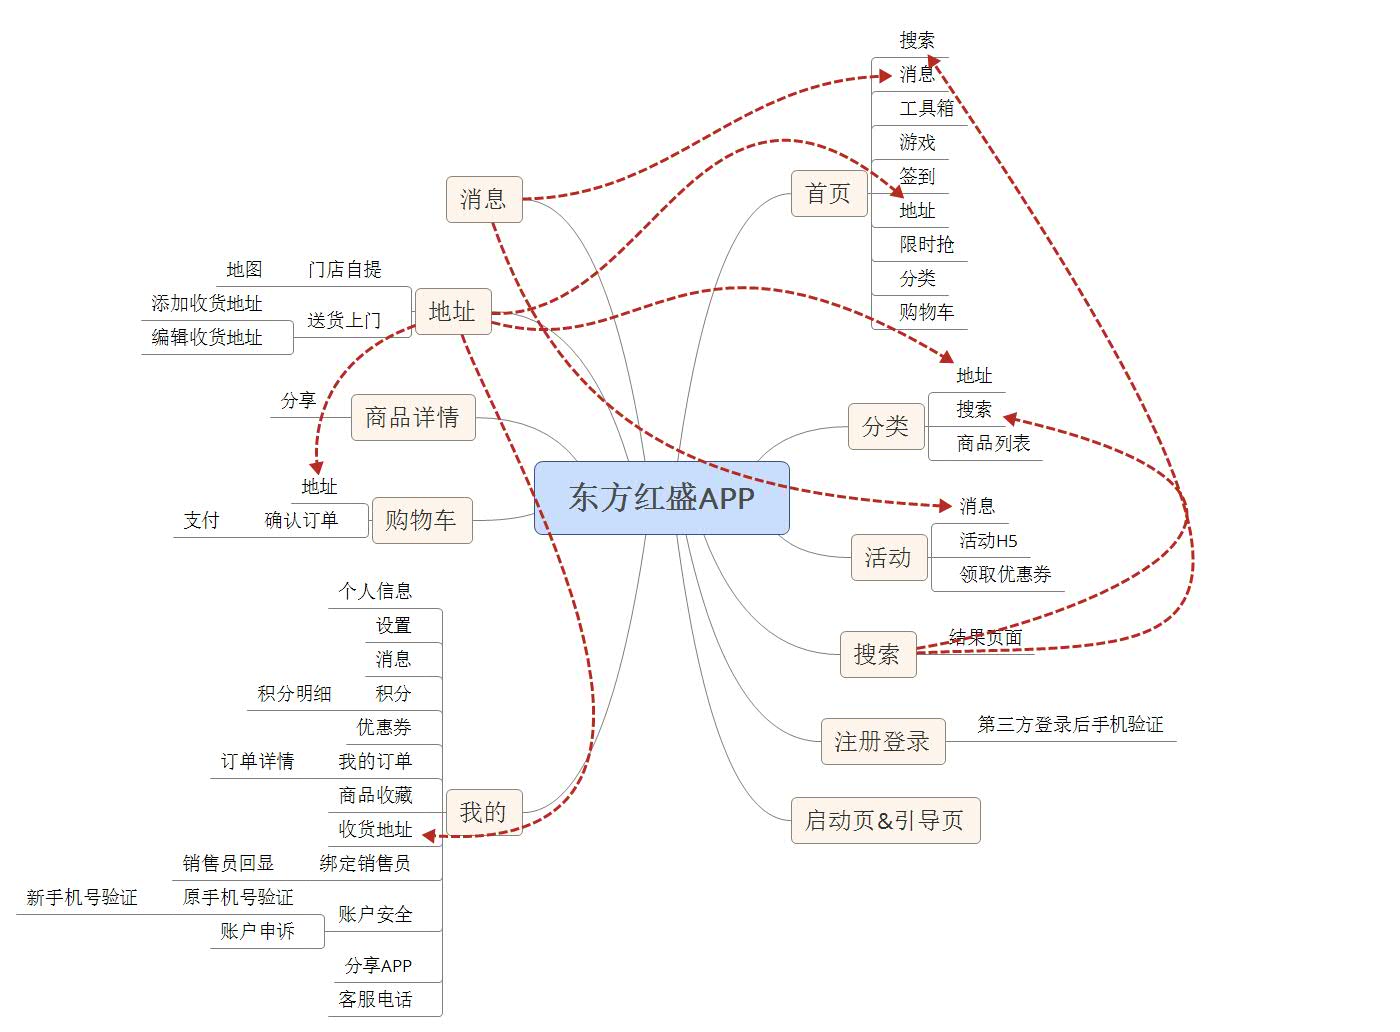 东方红盛APP
首页
搜索
消息
工具箱
游戏
签到
地址
限时抢
分类
购物车
分类
地址
搜索
商品列表
活动
消息
活动H5
领取优惠券
搜索
结果页面
注册登录
第三方登录后手机验证
启动页&引导页
消息
地址
门店自提
地图
送货上门
添加收货地址
编辑收货地址
商品详情
分享
购物车
地址
确认订单
支付
我的
个人信息
设置
消息
积分
积分明细
优惠券
我的订单
订单详情
商品收藏
收货地址
绑定销售员
销售员回显
账户安全
原手机号验证
新手机号验证
账户申诉
分享APP
客服电话